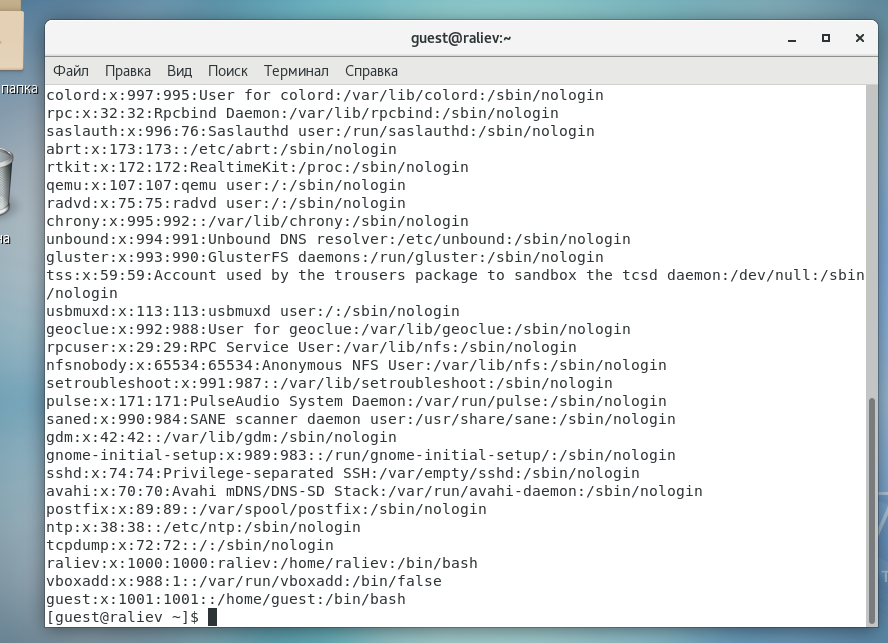 guest@raliev:~
Файл Правка Вид Поиск Терминал Справка
папка
colord:x:997:995:User for colord:/var/lib/colord:/sbin/nologin
rpc:x:32:32:Rpcbind Daemon:/var/lib/rpcbind:/sbin/nologin
saslauth:x:996:76:Saslauthd user:/run/saslauthd:/sbin/nologin
abrt:x:173:173::/etc/abrt:/sbin/nologin
rtkit:x:172:172:RealtimeKit:/proc:/sbin/nologin
qemu:x:107:107:qemu user:/:/sbin/nologin
radvd:x:75:75:radvd user:/:/sbin/nologin
chrony:x:995:992::/var/lib/chrony:/sbin/nologin
unbound:x:994:991:Unbound DNS resolver:/etc/unbound:/sbin/nologin
gluster:x:993:990:GlusterFS daemons:/run/gluster:/sbin/nologin
tss:x:59:59:Account used by the trousers package to sandbox the tcsd daemon:/dev/null:/sbin
/nologin
usbmuxd:x:113:113:usbmuxd user:/:/sbin/nologin
geoclue:x:992:988:User for geoclue:/var/lib/geoclue:/sbin/nologin
rpcuser:x:29:29:RPC Service User:/var/lib/nfs:/sbin/nologin
nfsnobody:x:65534:65534:Anonymous NFS User:/var/lib/nfs:/sbin/nologin
setroubleshoot:x:991:987::/var/lib/setroubleshoot:/sbin/nologin
pulse:x:171:171:PulseAudio System Daemon:/var/run/pulse:/sbin/nologin
saned:x:990:984:SANE scanner daemon user:/usr/share/sane:/sbin/nologin
gdm:x:42:42::/var/lib/gdm:/sbin/nologin
gnome-initial-setup:x:989:983::/run/gnome-initial-setup/:/sbin/nologin
sshd:x:74:74:Privilege-separated SSH:/var/empty/sshd:/sbin/nologin
avahi:x:70:70:Avahi mDNS/DNS-SD Stack:/var/run/avahi-daemon:/sbin/nologin
postfix:x:89:89::/var/spool/postfix:/sbin/nologin
ntp:x:38:38::/etc/ntp:/sbin/nologin
tcpdump:x:72:72::/:/sbin/nologin
raliev:x:1000:1000:raliev:/home/raliev:/bin/bash
vboxadd:x:988:1::/var/run/vboxadd:/bin/false
guest:x:1001:1001::/home/guest:/bin/bash
[guest@raliev ~]$